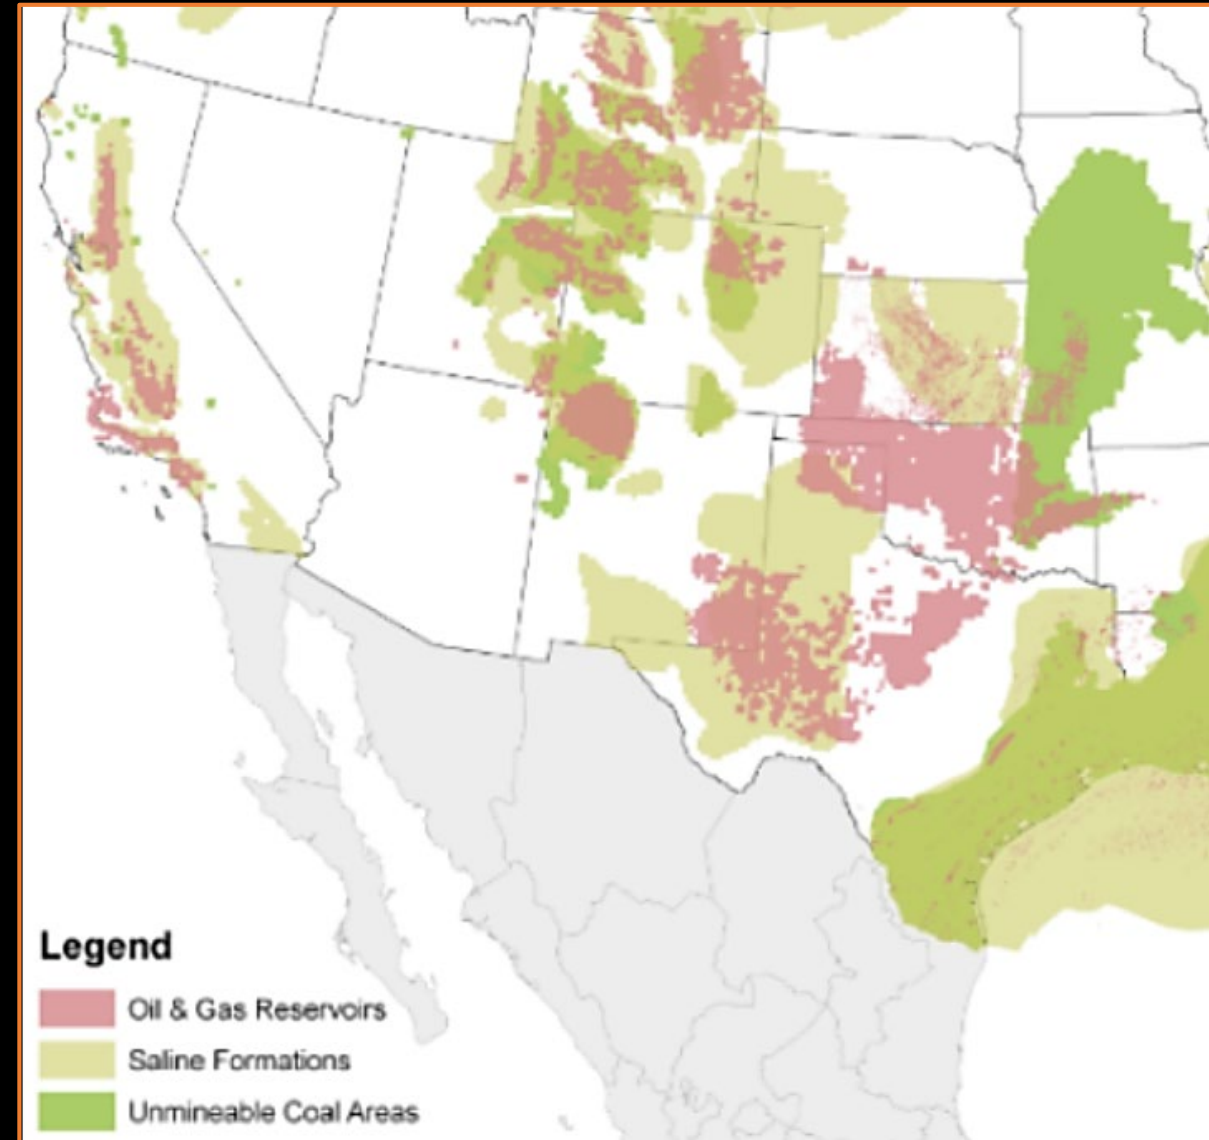 Legend
Oil & Gas Reservoirs
Saline Formations
Unmineable Coal Areas